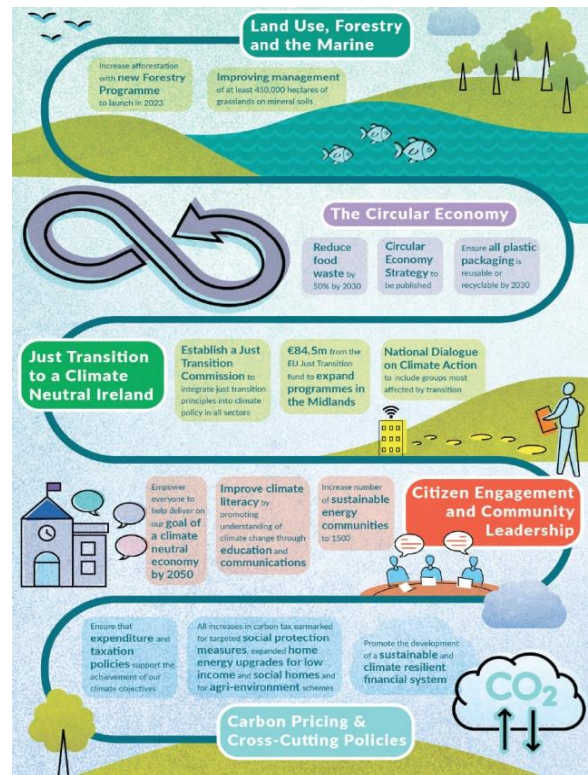 Land Use, Forestry
and the Marine
Increase afforestation
with new Forestry
Programme
to launch in 2023
Improving management
of at least 450,000 hectares of
grasslands on mineral soils
The Circular Economy
Reduce
food
waste by
50% by 2030
Circular
Economy
Strategy to
be published
Ensure all plastic
packaging is
reusable or
recyclable by 2030
Just Transition
to a Climate
Neutral Ireland
Establish a Just
Transition
Commission to
integrate just transition
principles into climate
policy in all sectors
€84.5m from the
EU Just Transition
fund to expand
programmes in
the Midlands
National Dialogue
on Climate Action
to include groups most
affected by transition
Empower
everyone to
help deliver on
our goal of
a climate
neutral
economy
by 2050
Improve climate
literacy by
promoting
understanding of
climate change through
education and
communications
Increase number
of sustainable
energy
communities
to 1500
Citizen Engagement
and Community
Leadership
Ensure that
expenditure and
taxation
policies support the
achievement of our
climate objectives
All increases in carbon tax earmarked
for targeted social protection
measures, expanded home
energy upgrades for low
income and social homes and
for agri-environment schemes
Promote the development
of a sustainable and
climate resilient
financial system
CO2
Carbon Pricing &
Cross-Cutting Policies